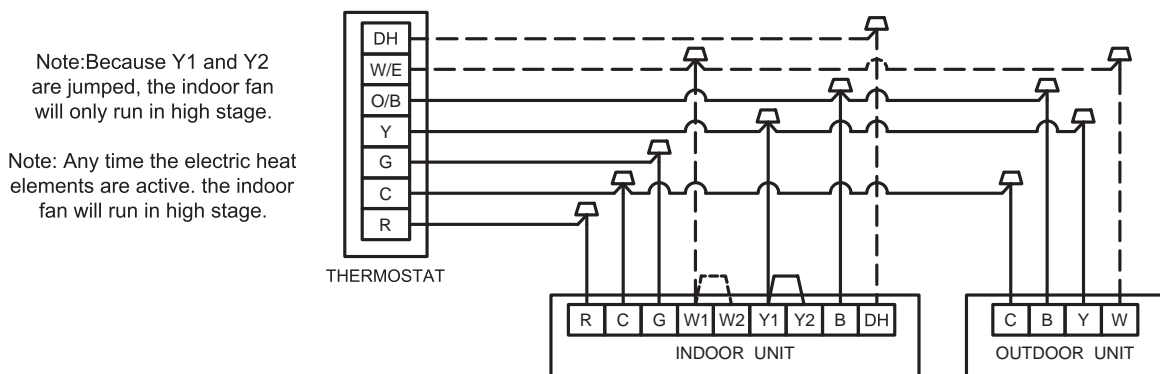 Note:Because Y1 and Y2
are jumped, the indoor fan
will only run in high stage.
Note: Any time the electric heat
elements are active. the indoor
fan will run in high stage.
DH
W/E
O/B
Y
G
C
R
THERMOSTAT
R C G W1 W2 Y1 Y2 B DH
INDOOR UNIT
C B Y W
OUTDOOR UNIT